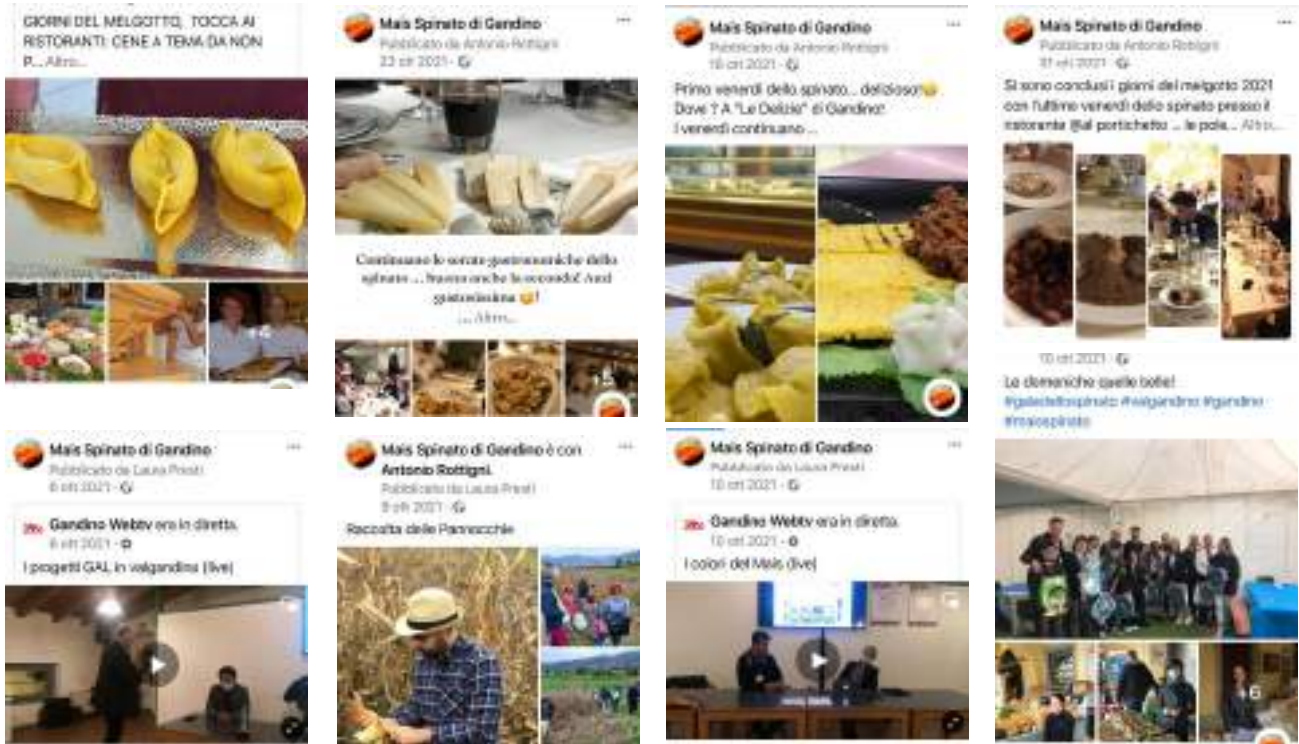 GIORNI DEL MELGOTTO, TOCCA AI
RISTORANTI: CENE A TEMA DA NON
P... Altro...
Mais Spinato di Gandino
Pubblicato da Antonio Rottigni
23 ott 2021
Continuano le serate gastronomiche dello
spinato ... buona anche la seconda! And
gustosissima
... Altro...
Mais Spinato di Gandino
Pubblicato da Antonio Rottigni
Primo venerdì dello spinato... delizioso!
Dove ? A "Le Delizie" di Gandino!
I venerdì continuano ...
Mais Spinato di Gandino
Pubblicato da Antonio Rottigni
31 ott 2021
Si sono conclusi i giorni del melgotto 2021
con l'ultimo venerdì dello spinato presso il
ristorante @al portichetto ... le pole... Altro...
10 ott 2021
Le domeniche quelle belle!
#galadellospinato #valgandino #gandino
#maisspinato
Mais Spinato di Gandino
Pubblicato da Laura Presti
6 ott 2021
Gandino Webtv era in diretta.
6 ott 2021
I progetti GAL in valgandino (live)
Mais Spinato di Gandino è con
Antonio Rottigni.
Pubblicato da Laura Presti
9 ott 2021
Raccolta delle Pannocchie
Mais Spinato di Gandino
Pubblicato da Laura Presti
10 ott 2021
Gandino Webtv era in diretta.
10 ott 2021
I colori del Mais (live)